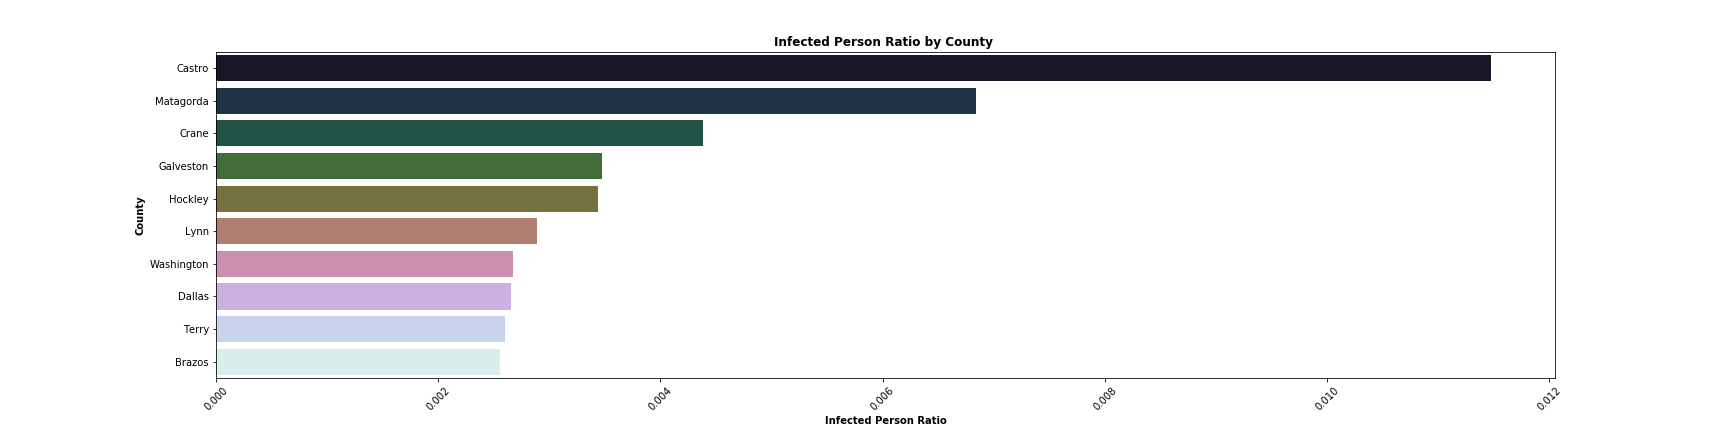 Infected Person Ratio by County
Castro
Matagorda
Crane
Galveston
Hockley
Lynn
Washington
Dallas
Terry
Brazos
County
0.000
0.002
0.004
0.006
0.008
0.010
0.012
Infected Person Ratio